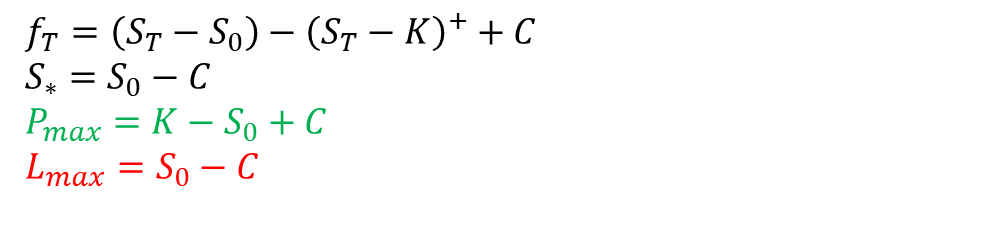 f_T = (S_T − S_0) − (S_T − K)^+ + C
S_* = S_0 − C
P_max = K − S_0 + C
L_max = S_0 − C